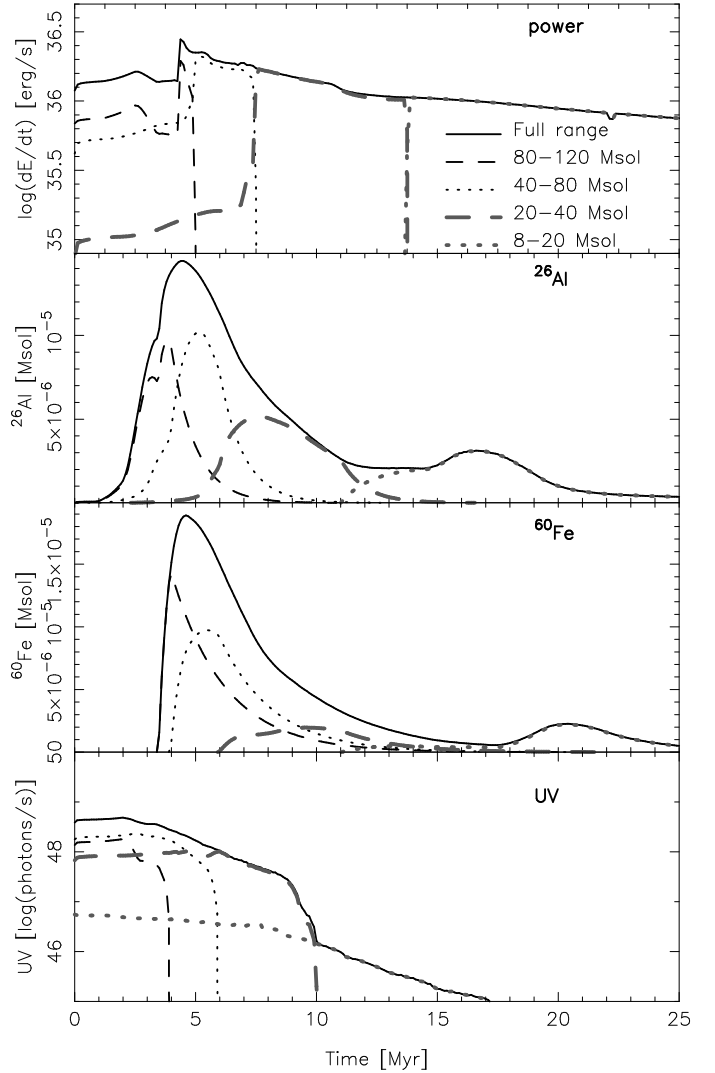 power
log(dE/dt) [erg/s]
36.5
36
35.5
35
Full range
80−120 Msol
40−80 Msol
20−40 Msol
8−20 Msol
²⁶Al
²⁶Al [Msol]
10⁻⁵
5×10⁻⁶
⁶⁰Fe
⁶⁰Fe [Msol]
1.5×10⁻⁵
10⁻⁵
5×10⁻⁶
50
0
UV
UV [log(photons/s)]
48
46
0 5 10 15 20 25
Time [Myr]